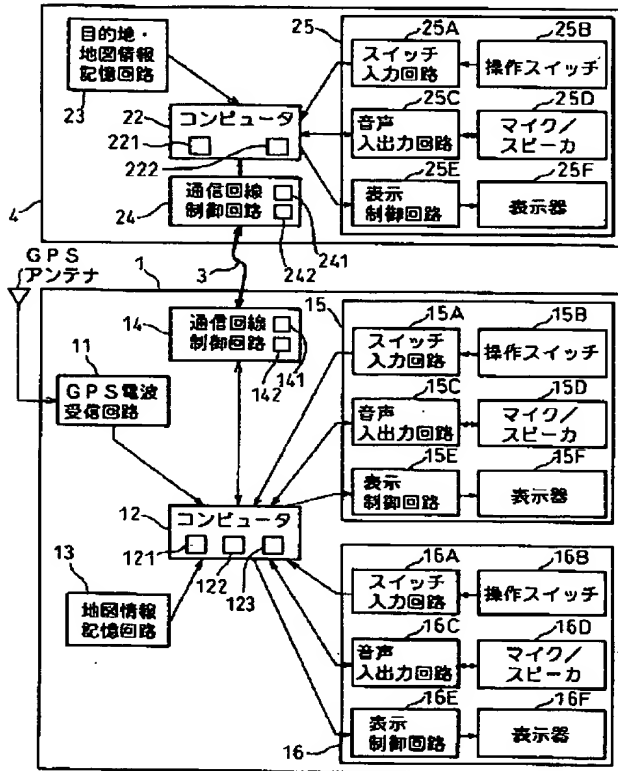 目的地・
地図情報
記憶回路
23
22
コンピュータ
221
222
通信回線
制御回路
24
241
242
4
3
25
25A
スイッチ
入力回路
25B
操作スイッチ
25C
音声
入出力回路
25D
マイク/
スピーカ
25E
表示
制御回路
25F
表示器
GPS
アンテナ
1
14
通信回線
制御回路
141
142
11
GPS電波
受信回路
12
コンピュータ
121
122
123
13
地図情報
記憶回路
15
15A
スイッチ
入力回路
15B
操作スイッチ
15C
音声
入出力回路
15D
マイク/
スピーカ
15E
表示
制御回路
15F
表示器
16A
スイッチ
入力回路
16B
操作スイッチ
16C
音声
入出力回路
16D
マイク/
スピーカ
16E
表示
制御回路
16F
表示器
16